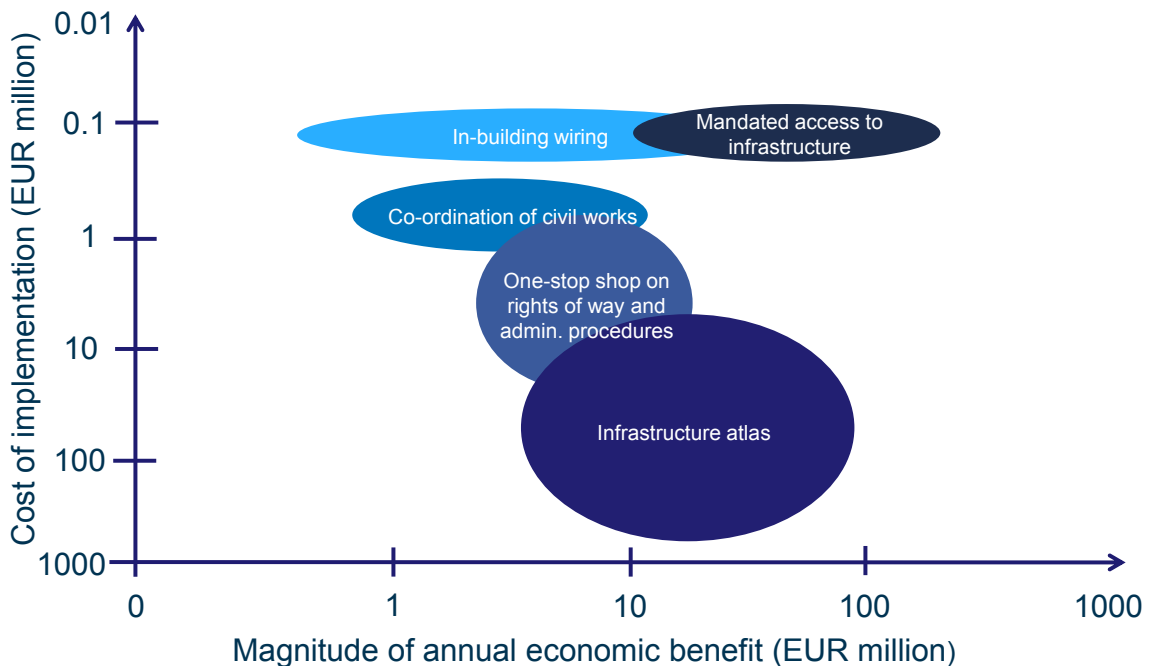 Cost of implementation (EUR million)
0.01
0.1
1
10
100
1000
In-building wiring
Mandated access to
infrastructure
Co-ordination of civil works
One-stop shop on
rights of way and
admin. procedures
Infrastructure atlas
0
1
10
100
1000
Magnitude of annual economic benefit (EUR million)